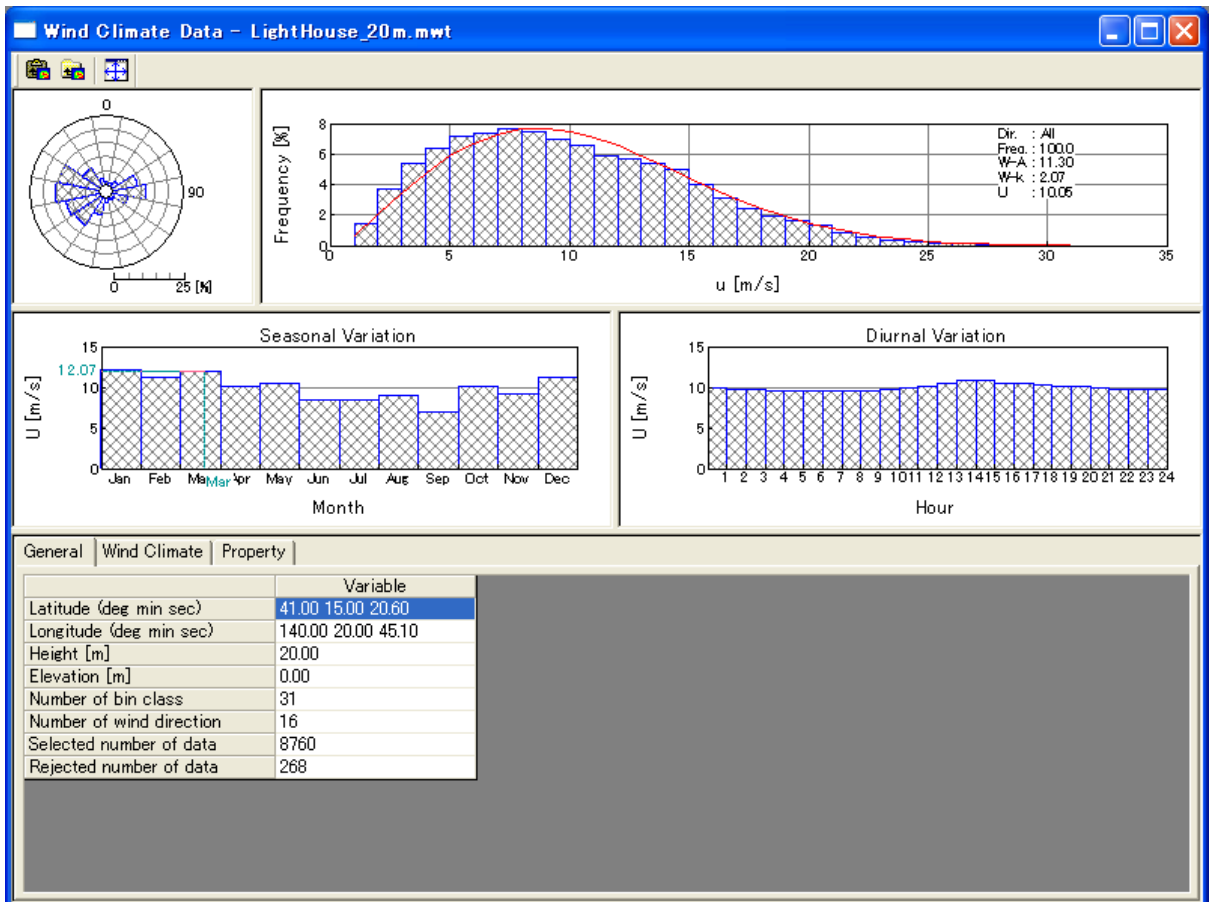 Wind Climate Data - LightHouse_20m.mwt
0
90
0 25 [%]
Frequency [%]
8
6
4
2
0
0 5 10 15 20 25 30 35
u [m/s]
Dir. : All
Freq. : 100.0
W-A : 11.30
W-k : 2.07
U : 10.05
Seasonal Variation
U [m/s]
15
12.07
10
5
0
Jan Feb Ma Mar Apr May Jun Jul Aug Sep Oct Nov Dec
Month
Diurnal Variation
U [m/s]
15
10
5
0
1 2 3 4 5 6 7 8 9 10 11 12 13 14 15 16 17 18 19 20 21 22 23 24
Hour
General Wind Climate Property
Variable
Latitude (deg min sec) 41.00 15.00 20.60
Longitude (deg min sec) 140.00 20.00 45.10
Height [m] 20.00
Elevation [m] 0.00
Number of bin class 31
Number of wind direction 16
Selected number of data 8760
Rejected number of data 268